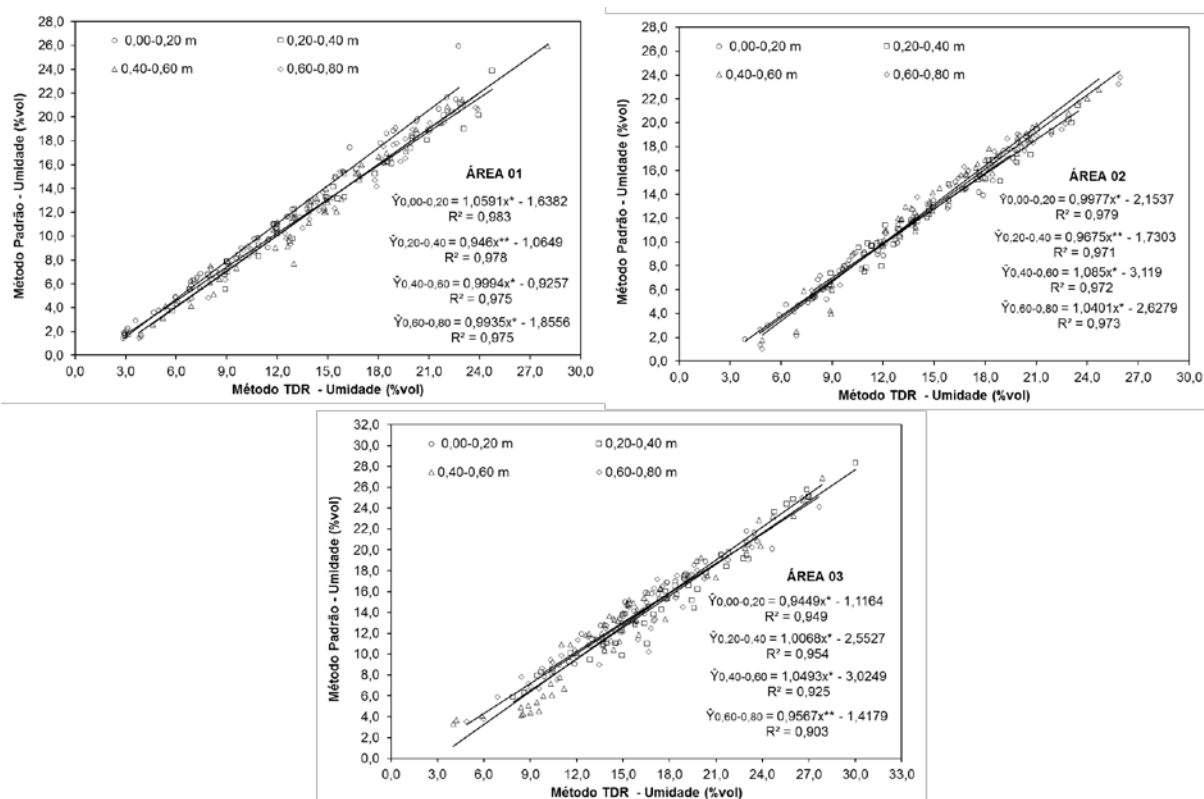 28,0
26,0
24,0
22,0
20,0
18,0
16,0
14,0
12,0
10,0
8,0
6,0
4,0
2,0
0,0
Método Padrão - Umidade (%vol)
0,00-0,20 m
0,20-0,40 m
0,40-0,60 m
0,60-0,80 m
ÁREA 01
Ŷ0,00-0,20 = 1,0591x* - 1,6382
R² = 0,983
Ŷ0,20-0,40 = 0,946x** - 1,0649
R² = 0,978
Ŷ0,40-0,60 = 0,9994x* - 0,9257
R² = 0,975
Ŷ0,60-0,80 = 0,9935x* - 1,8556
R² = 0,975
0,0 3,0 6,0 9,0 12,0 15,0 18,0 21,0 24,0 27,0 30,0
Método TDR - Umidade (%vol)
28,0
26,0
24,0
22,0
20,0
18,0
16,0
14,0
12,0
10,0
8,0
6,0
4,0
2,0
0,0
Método Padrão - Umidade (%vol)
0,00-0,20 m
0,20-0,40 m
0,40-0,60 m
0,60-0,80 m
ÁREA 02
Ŷ0,00-0,20 = 0,9977x* - 2,1537
R² = 0,979
Ŷ0,20-0,40 = 0,9675x** - 1,7303
R² = 0,971
Ŷ0,40-0,60 = 1,085x* - 3,119
R² = 0,972
Ŷ0,60-0,80 = 1,0401x* - 2,6279
R² = 0,973
0,0 3,0 6,0 9,0 12,0 15,0 18,0 21,0 24,0 27,0 30,0
Método TDR - Umidade (%vol)
32,0
30,0
28,0
26,0
24,0
22,0
20,0
18,0
16,0
14,0
12,0
10,0
8,0
6,0
4,0
2,0
0,0
Método Padrão - Umidade (%vol)
0,00-0,20 m
0,20-0,40 m
0,40-0,60 m
0,60-0,80 m
ÁREA 03
Ŷ0,00-0,20 = 0,9449x* - 1,1164
R² = 0,949
Ŷ0,20-0,40 = 1,0068x* - 2,5527
R² = 0,954
Ŷ0,40-0,60 = 1,0493x* - 3,0249
R² = 0,925
Ŷ0,60-0,80 = 0,9567x** - 1,4179
R² = 0,903
0,0 3,0 6,0 9,0 12,0 15,0 18,0 21,0 24,0 27,0 30,0 33,0
Método TDR - Umidade (%vol)